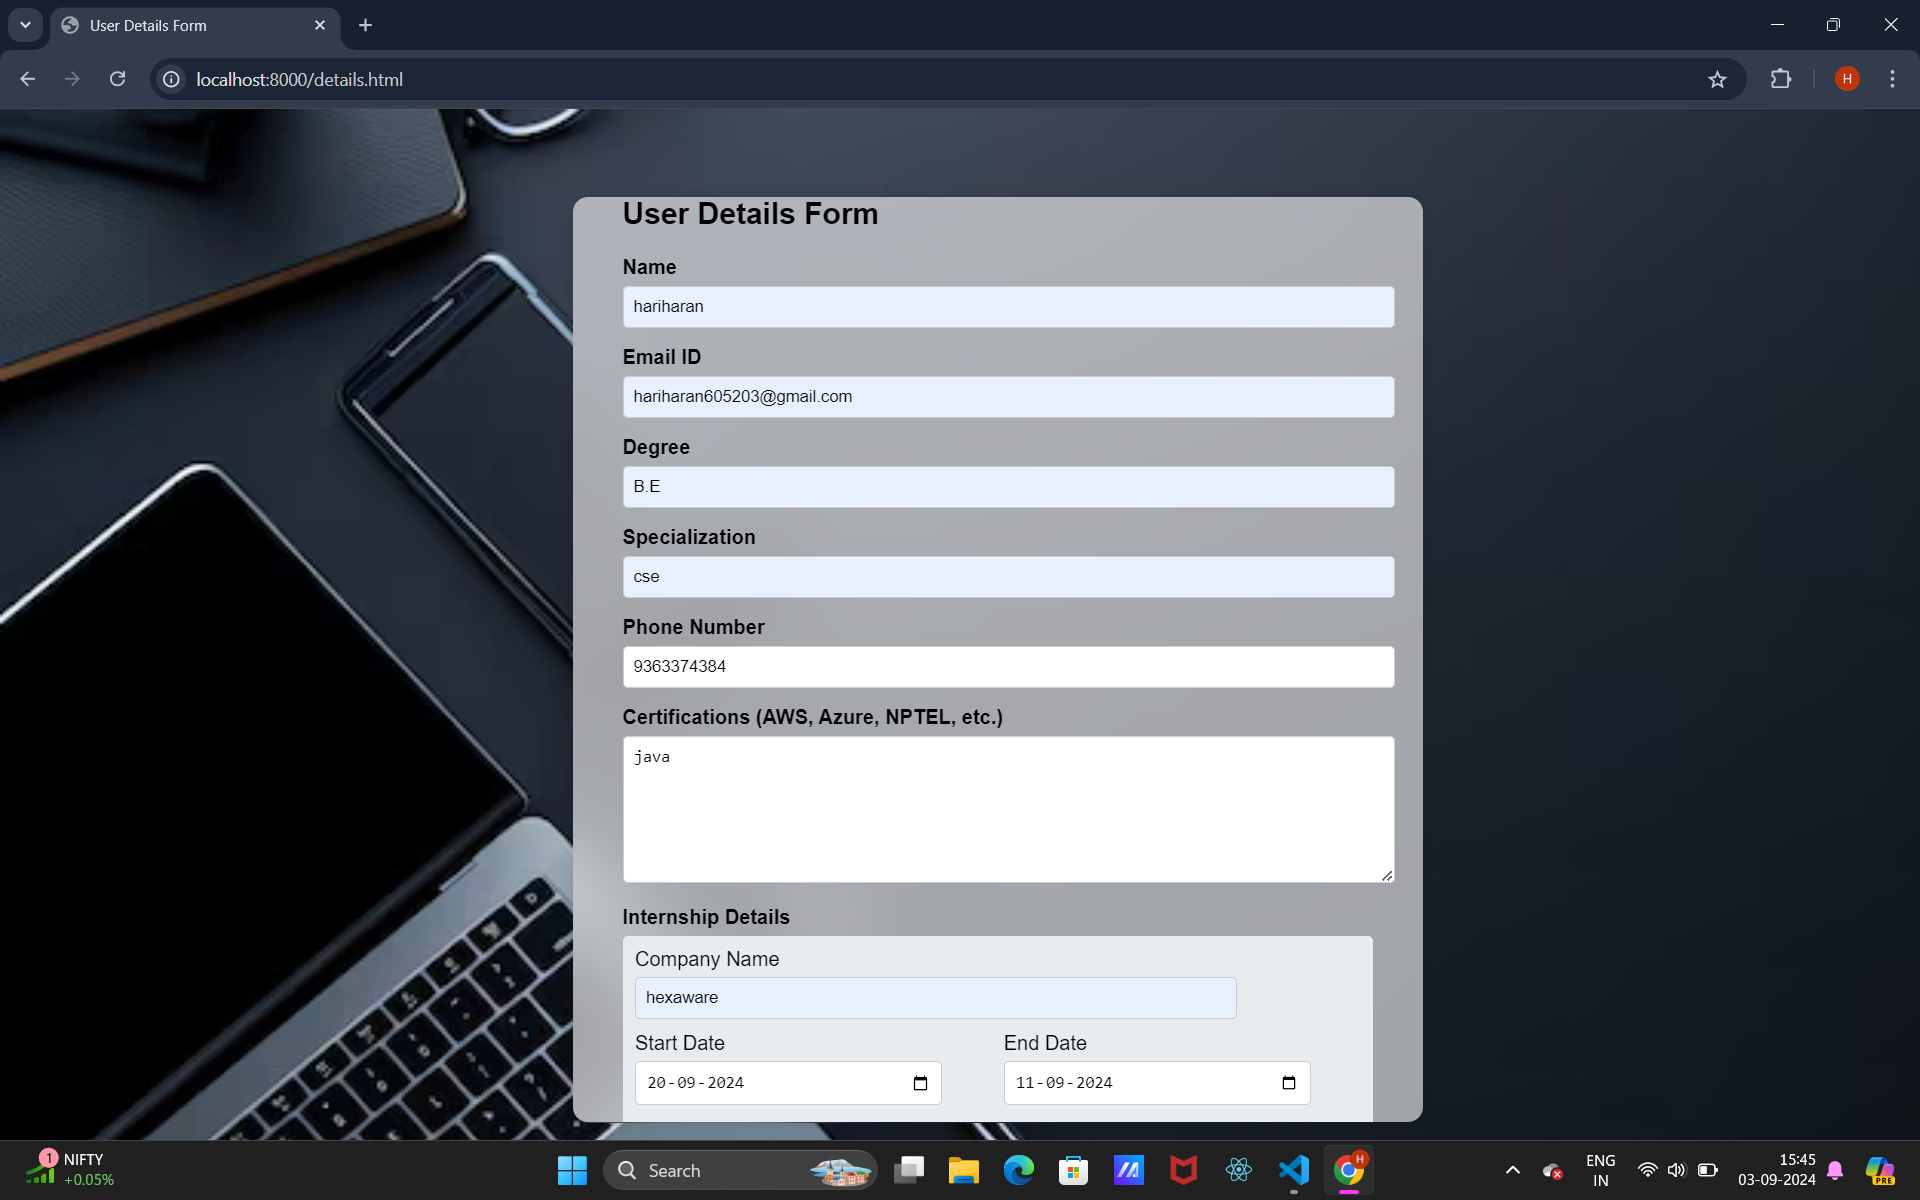 User Details Form
localhost:8000/details.html
H
User Details Form
Name
hariharan
Email ID
hariharan605203@gmail.com
Degree
B.E
Specialization
cse
Phone Number
9363374384
Certifications (AWS, Azure, NPTEL, etc.)
java
Internship Details
Company Name
hexaware
Start Date
End Date
20-09-2024
11-09-2024
1
NIFTY
+0.05%
Search
H
ENG
IN
15:45
03-09-2024
PRE